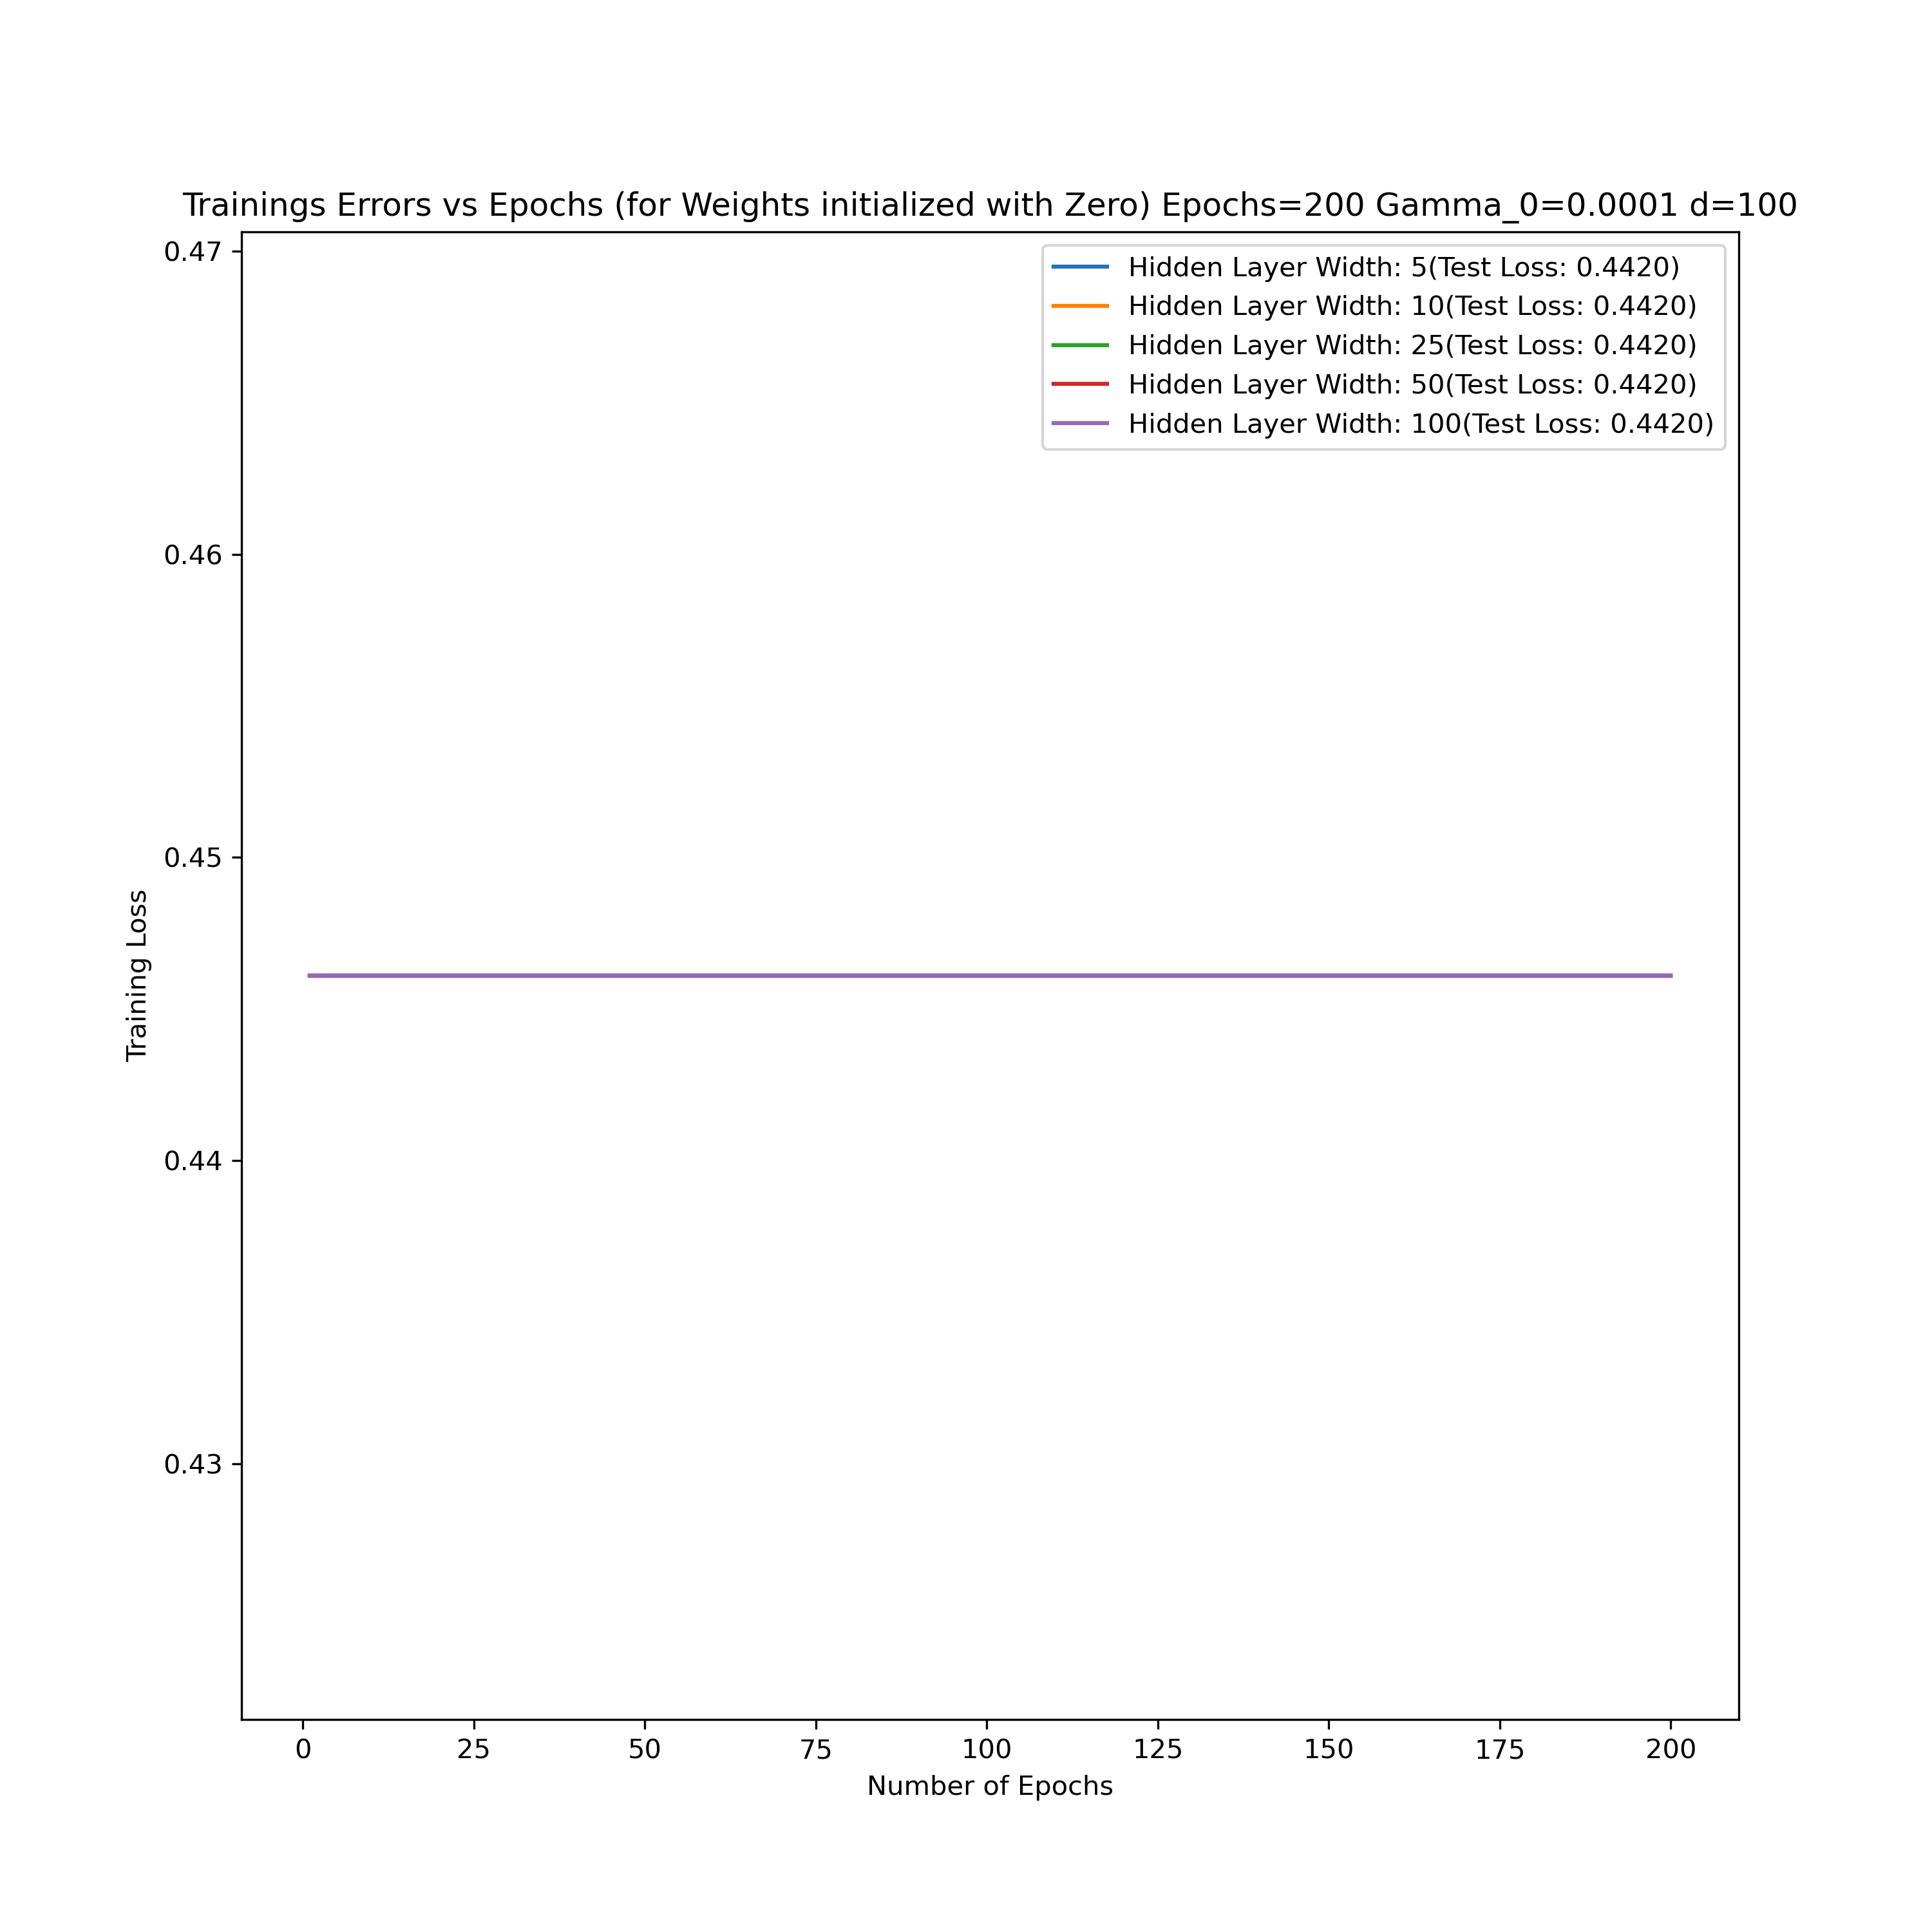 Trainings Errors vs Epochs (for Weights initialized with Zero) Epochs=200 Gamma_0=0.0001 d=100
Hidden Layer Width: 5(Test Loss: 0.4420)
Hidden Layer Width: 10(Test Loss: 0.4420)
Hidden Layer Width: 25(Test Loss: 0.4420)
Hidden Layer Width: 50(Test Loss: 0.4420)
Hidden Layer Width: 100(Test Loss: 0.4420)
0.47
0.46
0.45
0.44
0.43
Training Loss
0 25 50 75 100 125 150 175 200
Number of Epochs